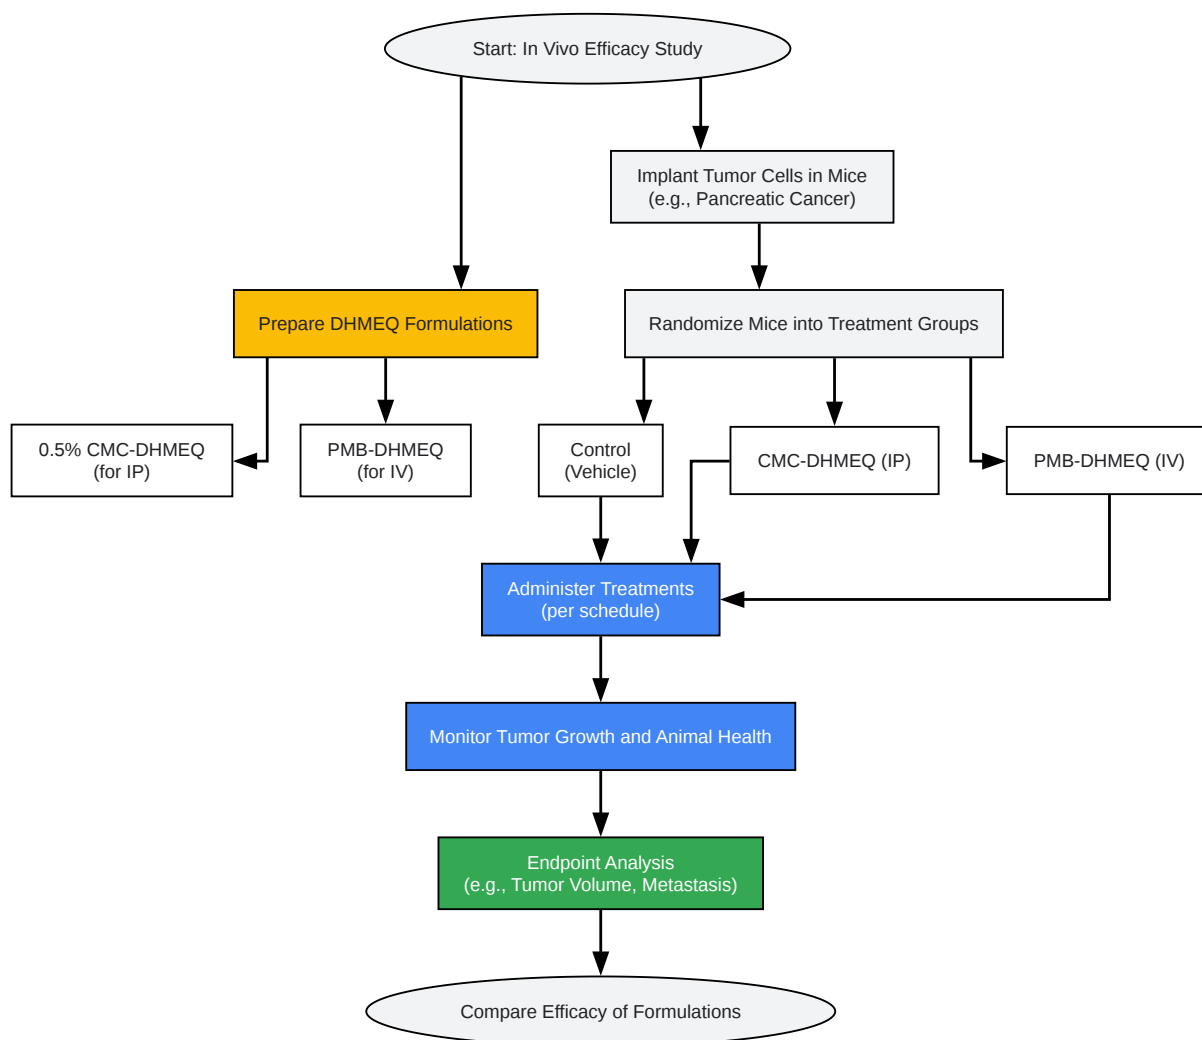 Start: In Vivo Efficacy Study
Implant Tumor Cells in Mice
(e.g., Pancreatic Cancer)
Prepare DHMEQ Formulations
Randomize Mice into Treatment Groups
0.5% CMC-DHMEQ
(for IP)
PMB-DHMEQ
(for IV)
Control
(Vehicle)
CMC-DHMEQ (IP)
PMB-DHMEQ (IV)
Administer Treatments
(per schedule)
Monitor Tumor Growth and Animal Health
Endpoint Analysis
(e.g., Tumor Volume, Metastasis)
Compare Efficacy of Formulations